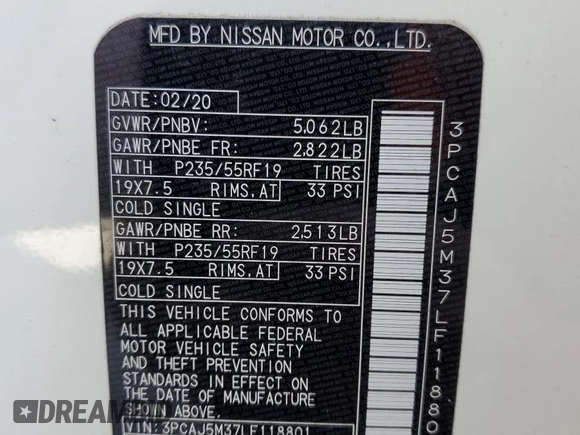 MFD BY NISSAN MOTOR CO.,LTD.
DATE:02/20
GVWR/PNBV: 5,062LB
GAWR/PNBE FR: 2,822LB
WITH P235/55RF19 TIRES
19X7.5 RIMS,AT 33 PSI
COLD SINGLE
GAWR/PNBE RR: 2,513LB
WITH P235/55RF19 TIRES
19X7.5 RIMS,AT 33 PSI
COLD SINGLE
THIS VEHICLE CONFORMS TO
ALL APPLICABLE FEDERAL
MOTOR VEHICLE SAFETY
AND THEFT PREVENTION
STANDARDS IN EFFECT ON
THE DATE OF MANUFACTURE
SHOWN ABOVE.
VIN:3PCAJ5M37LF118801
3PCAJ5M37LF11880